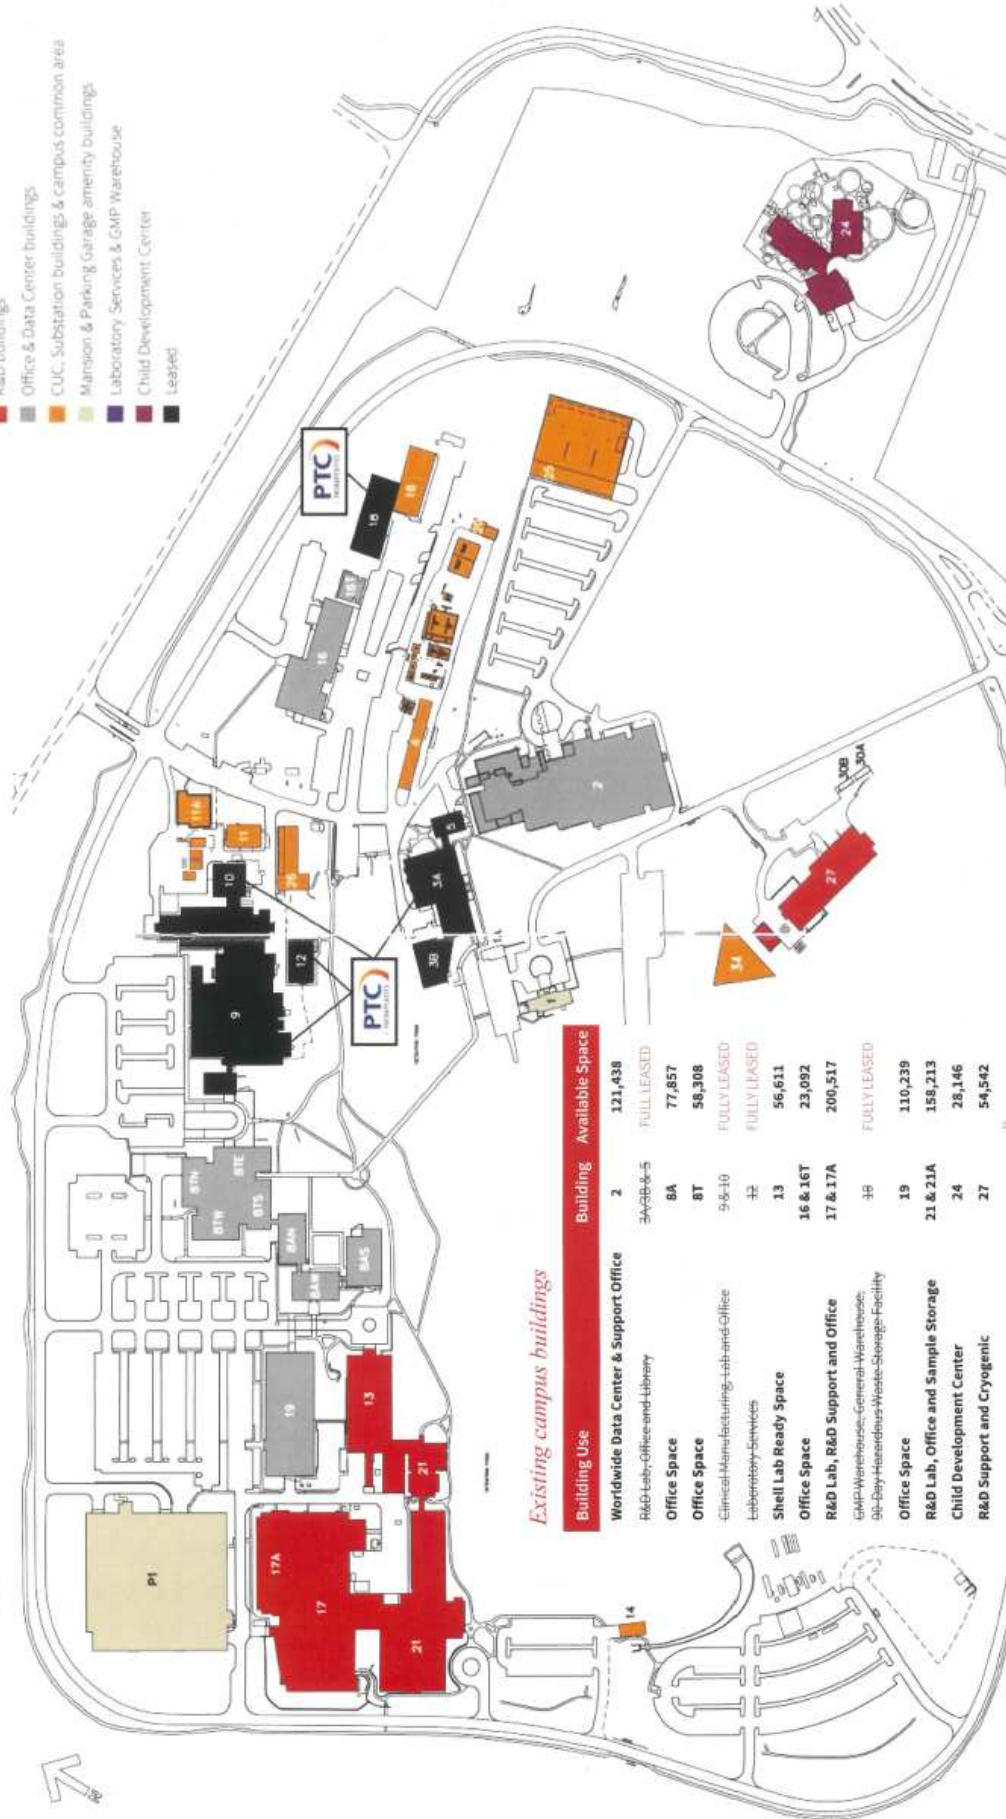 R&D buildings
Office & Data Center buildings
CUC, Substation buildings & campus common area
Mansion & Parking Garage amenity buildings
Laboratory Services & GMP Warehouse
Child Development Center
Leased
PTC
PTC
P1
17A
17
21
21
13
19
8AS
8AN
8TW
8TN
8TE
8TS
9
10
12
11A
11
26
3A
3B
5
1
2
16
16T
18
18
25
24
27
30B
30A
34
14
Existing campus buildings
Building Use Building Available Space
Worldwide Data Center & Support Office 2 121,438
R&D Lab, Office and Library 3A/3B & 5 FULL LEASED
Office Space 8A 77,857
Office Space 8T 58,308
Clinical Manufacturing, Lab and Office 9 & 10 FULLY LEASED
Laboratory Services 12 FULLY LEASED
Shell Lab Ready Space 13 56,611
Office Space 16 & 16T 23,092
R&D Lab, R&D Support and Office 17 & 17A 200,517
GMP Warehouse, General Warehouse, 18 FULLY LEASED
90-Day Hazardous Waste Storage Facility
Office Space 19 110,239
R&D Lab, Office and Sample Storage 21 & 21A 158,213
Child Development Center 24 28,146
R&D Support and Cryogenic 27 54,542